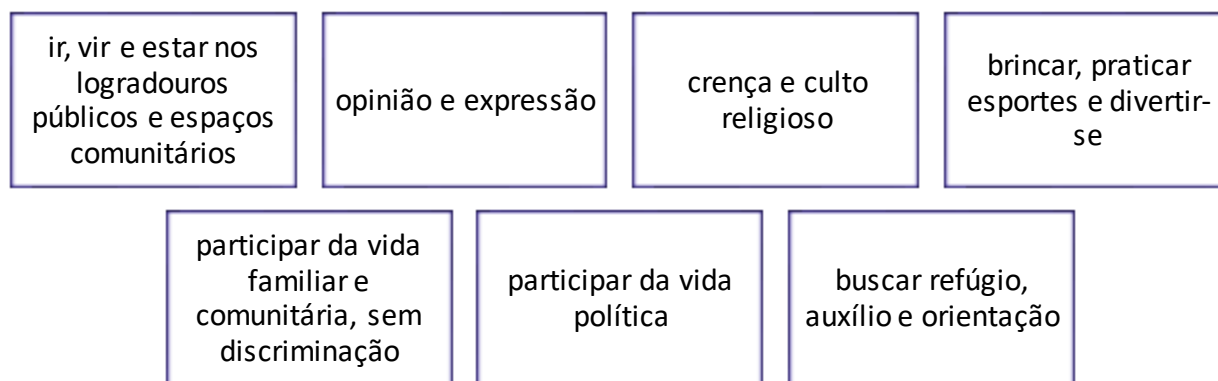 ir, vir e estar nos
logradouros
públicos e espaços
comunitários
opinião e expressão
crença e culto
religioso
brincar, praticar
esportes e divertir-
se
participar da vida
familiar e
comunitária, sem
discriminação
participar da vida
política
buscar refúgio,
auxílio e orientação